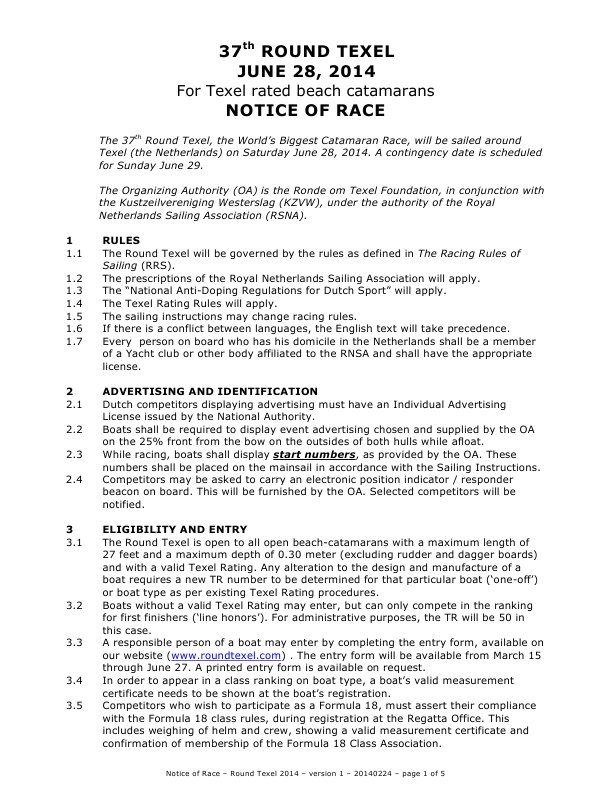 37th ROUND TEXEL
JUNE 28, 2014
For Texel rated beach catamarans
NOTICE OF RACE
The 37th Round Texel, the World's Biggest Catamaran Race, will be sailed around
Texel (the Netherlands) on Saturday June 28, 2014. A contingency date is scheduled
for Sunday June 29.
The Organizing Authority (OA) is the Ronde om Texel Foundation, in conjunction with
the Kustzeilvereniging Westerslag (KZVW), under the authority of the Royal
Netherlands Sailing Association (RSNA).
1 RULES
1.1 The Round Texel will be governed by the rules as defined in The Racing Rules of
Sailing (RRS).
1.2 The prescriptions of the Royal Netherlands Sailing Association will apply.
1.3 The "National Anti-Doping Regulations for Dutch Sport" will apply.
1.4 The Texel Rating Rules will apply.
1.5 The sailing instructions may change racing rules.
1.6 If there is a conflict between languages, the English text will take precedence.
1.7 Every person on board who has his domicile in the Netherlands shall be a member
of a Yacht club or other body affiliated to the RNSA and shall have the appropriate
license.
2 ADVERTISING AND IDENTIFICATION
2.1 Dutch competitors displaying advertising must have an Individual Advertising
License issued by the National Authority.
2.2 Boats shall be required to display event advertising chosen and supplied by the OA
on the 25% front from the bow on the outsides of both hulls while afloat.
2.3 While racing, boats shall display start numbers, as provided by the OA. These
numbers shall be placed on the mainsail in accordance with the Sailing Instructions.
2.4 Competitors may be asked to carry an electronic position indicator / responder
beacon on board. This will be furnished by the OA. Selected competitors will be
notified.
3 ELIGIBILITY AND ENTRY
3.1 The Round Texel is open to all open beach-catamarans with a maximum length of
27 feet and a maximum depth of 0.30 meter (excluding rudder and dagger boards)
and with a valid Texel Rating. Any alteration to the design and manufacture of a
boat requires a new TR number to be determined for that particular boat ('one-off')
or boat type as per existing Texel Rating procedures.
3.2 Boats without a valid Texel Rating may enter, but can only compete in the ranking
for first finishers ('line honors'). For administrative purposes, the TR will be 50 in
this case.
3.3 A responsible person of a boat may enter by completing the entry form, available on
our website (www.roundtexel.com) . The entry form will be available from March 15
through June 27. A printed entry form is available on request.
3.4 In order to appear in a class ranking on boat type, a boat's valid measurement
certificate needs to be shown at the boat's registration.
3.5 Competitors who wish to participate as a Formula 18, must assert their compliance
with the Formula 18 class rules, during registration at the Regatta Office. This
includes weighing of helm and crew, showing a valid measurement certificate and
confirmation of membership of the Formula 18 Class Association.
Notice of Race – Round Texel 2014 – version 1 – 20140224 – page 1 of 5